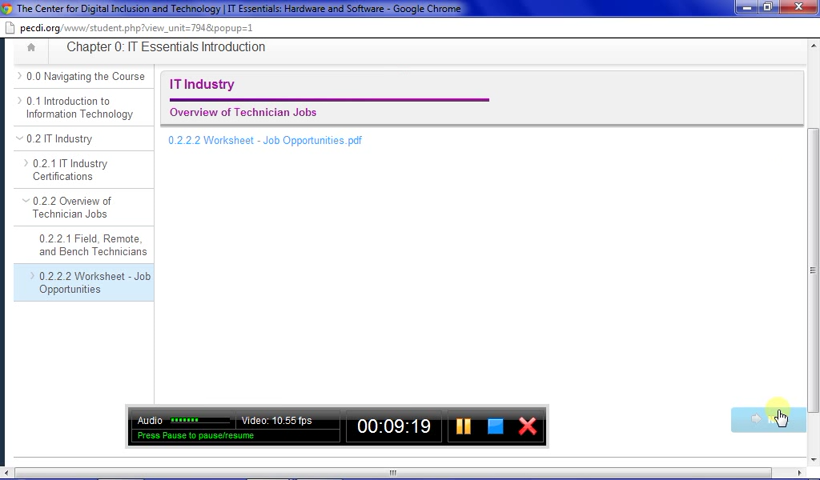 The Center for Digital Inclusion and Technology | IT Essentials: Hardware and Software - Google Chrome
pecdi.org/www/student.php?view_unit=794&popup=1
Chapter 0: IT Essentials Introduction
0.0 Navigating the Course
0.1 Introduction to
Information Technology
0.2 IT Industry
0.2.1 IT Industry
Certifications
0.2.2 Overview of
Technician Jobs
0.2.2.1 Field, Remote,
and Bench Technicians
0.2.2.2 Worksheet - Job
Opportunities
IT Industry
Overview of Technician Jobs
0.2.2.2 Worksheet - Job Opportunities.pdf
Audio
Video: 10.55 fps
Press Pause to pause/resume
00:09:19